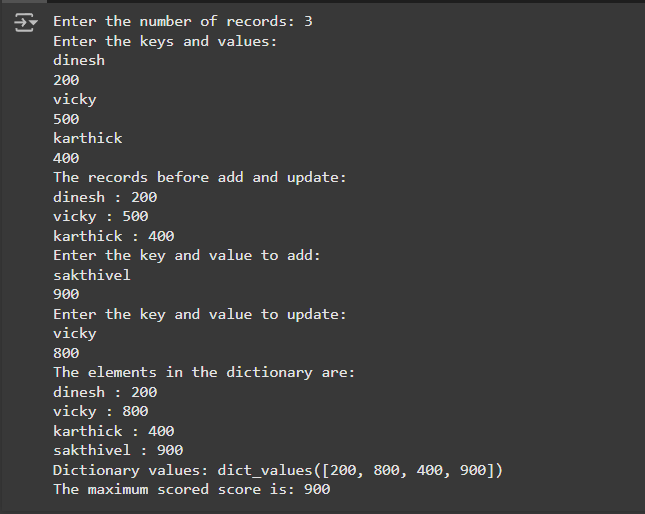 Enter the number of records: 3
Enter the keys and values:
dinesh
200
vicky
500
karthick
400
The records before add and update:
dinesh : 200
vicky : 500
karthick : 400
Enter the key and value to add:
sakthivel
900
Enter the key and value to update:
vicky
800
The elements in the dictionary are:
dinesh : 200
vicky : 800
karthick : 400
sakthivel : 900
Dictionary values: dict_values([200, 800, 400, 900])
The maximum scored score is: 900